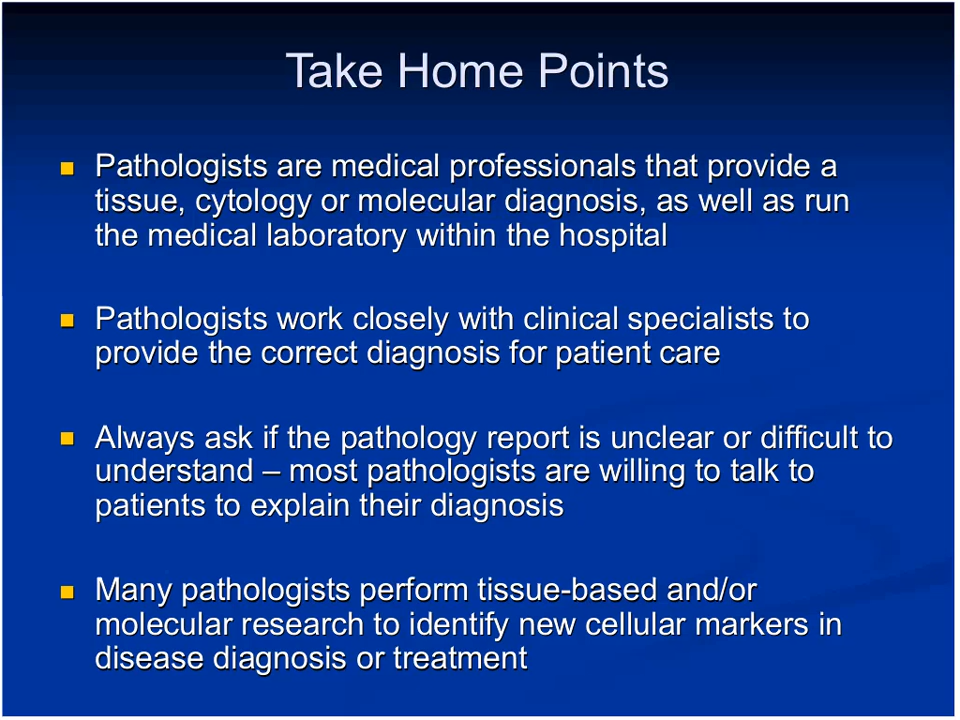 Take Home Points
Pathologists are medical professionals that provide a
tissue, cytology or molecular diagnosis, as well as run
the medical laboratory within the hospital
Pathologists work closely with clinical specialists to
provide the correct diagnosis for patient care
Always ask if the pathology report is unclear or difficult to
understand – most pathologists are willing to talk to
patients to explain their diagnosis
Many pathologists perform tissue-based and/or
molecular research to identify new cellular markers in
disease diagnosis or treatment